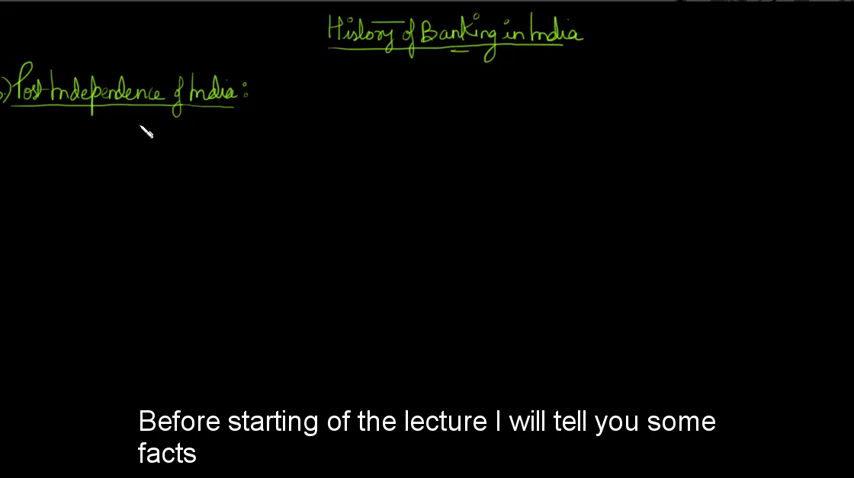 History of Banking in India
.) Post Independence of India:
Before starting of the lecture I will tell you some
facts